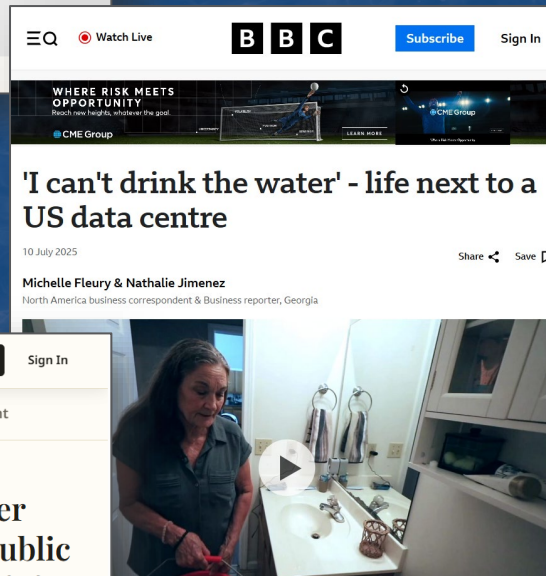 Watch Live
BBC
Subscribe
Sign In
WHERE RISK MEETS
OPPORTUNITY
Reach new heights, whatever the goal.
CME Group
LEARN MORE
CME Group
'I can't drink the water' - life next to a
US data centre
10 July 2025
Share
Save
Michelle Fleury & Nathalie Jimenez
North America business correspondent & Business reporter, Georgia
Sign In
nt
er
ublic